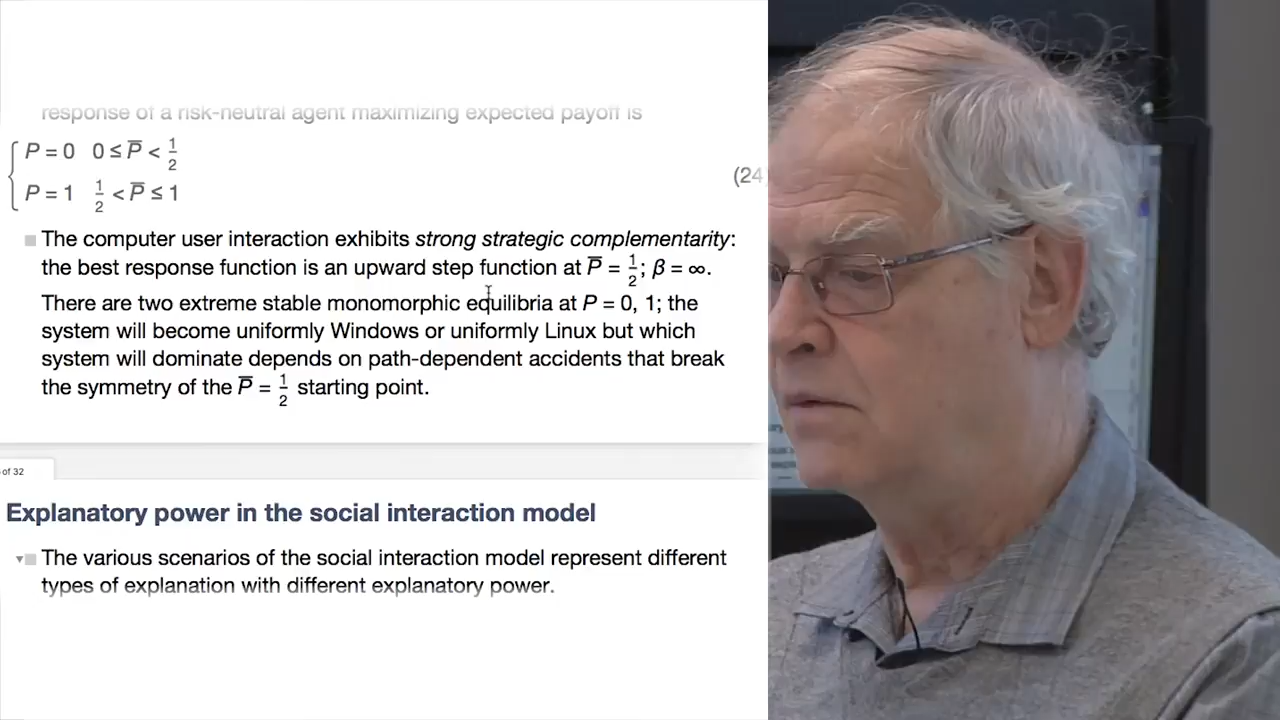 response of a risk-neutral agent maximizing expected payoff is
P = 0 0 ≤ P̅ < 1/2
P = 1 1/2 < P̅ ≤ 1
(24
The computer user interaction exhibits strong strategic complementarity:
the best response function is an upward step function at P̅ = 1/2; β = ∞.
There are two extreme stable monomorphic equilibria at P = 0, 1; the
system will become uniformly Windows or uniformly Linux but which
system will dominate depends on path-dependent accidents that break
the symmetry of the P̅ = 1/2 starting point.
of 32
Explanatory power in the social interaction model
The various scenarios of the social interaction model represent different
types of explanation with different explanatory power.